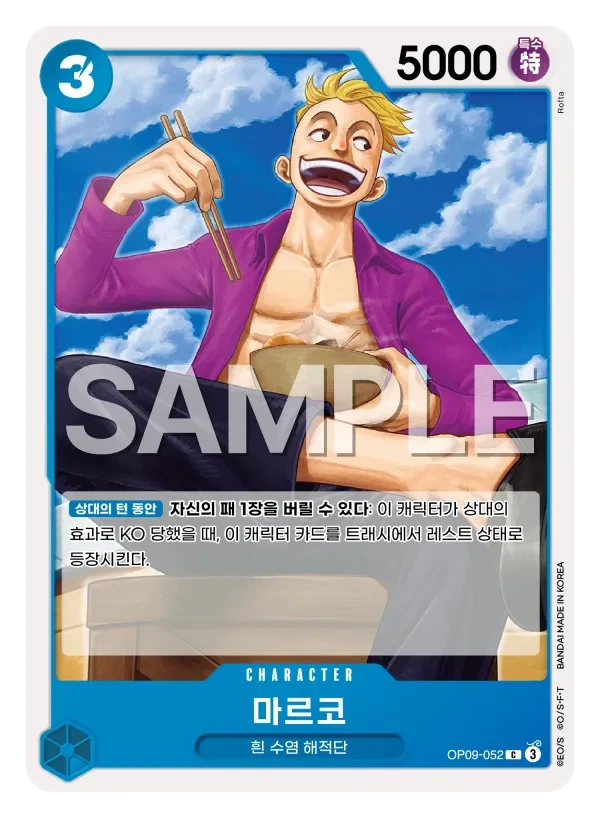 3
5000
특수
特
Rofta
SAMPLE
상대의 턴 동안 자신의 패 1장을 버릴 수 있다: 이 캐릭터가 상대의
효과로 KO 당했을 때, 이 캐릭터 카드를 트래시에서 레스트 상태로
등장시킨다.
CHARACTER
마르코
흰 수염 해적단
OP09-052 C 3
©EO/S ©O/S·F·T BANDAI MADE IN KOREA